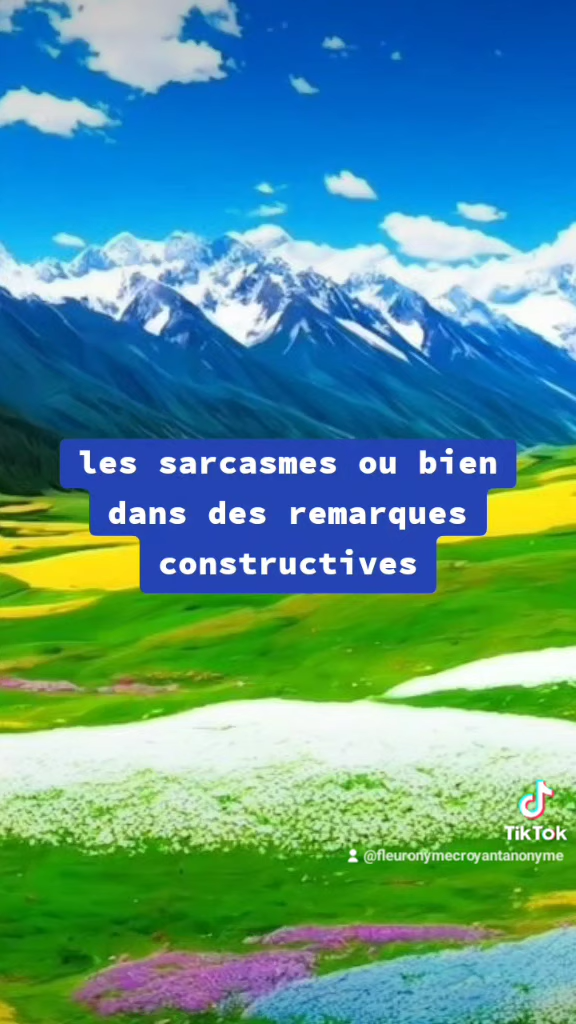 les sarcasmes ou bien
dans des remarques
constructives
TikTok
@fleuronymecroyantanonyme